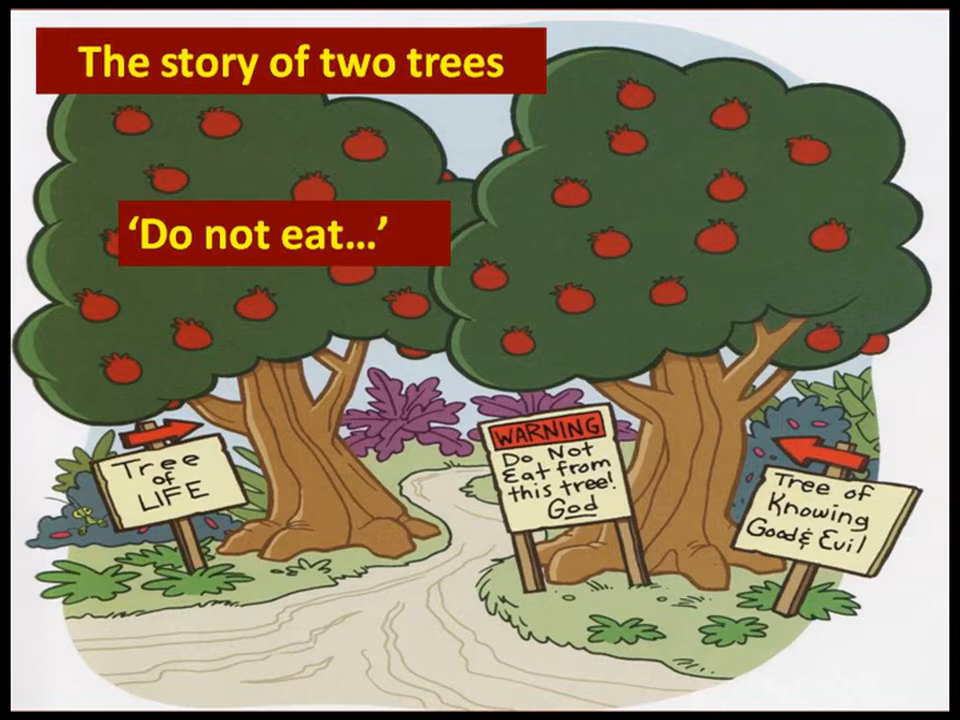 The story of two trees
‘Do not eat...’
Tree
of
LIFE
WARNING
Do Not
Eat from
this tree!
God
Tree of
Knowing
Good & Evil